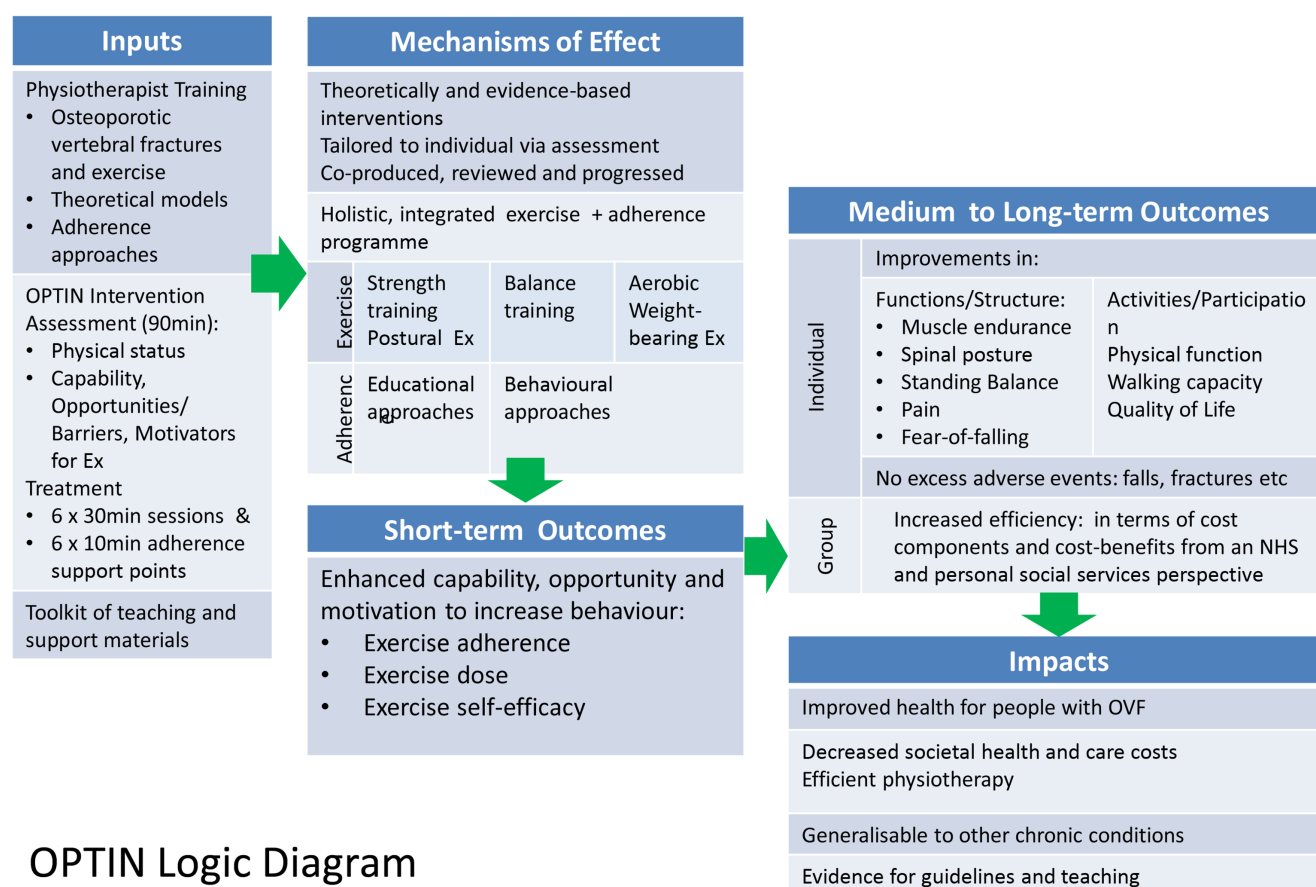 Inputs
Physiotherapist Training
• Osteoporotic
vertebral fractures
and exercise
• Theoretical models
• Adherence
approaches
OPTIN Intervention
Assessment (90min):
• Physical status
• Capability,
Opportunities/
Barriers, Motivators
for Ex
Treatment
• 6 x 30min sessions &
• 6 x 10min adherence
support points
Toolkit of teaching and
support materials
Mechanisms of Effect
Theoretically and evidence-based
interventions
Tailored to individual via assessment
Co-produced, reviewed and progressed
Holistic, integrated exercise + adherence
programme
Exercise
Strength
training
Postural Ex
Balance
training
Aerobic
Weight-
bearing Ex
Adherenc
e
Educational
approaches
Behavioural
approaches
Short-term Outcomes
Enhanced capability, opportunity and
motivation to increase behaviour:
• Exercise adherence
• Exercise dose
• Exercise self-efficacy
Medium to Long-term Outcomes
Individual
Improvements in:
Functions/Structure:
• Muscle endurance
• Spinal posture
• Standing Balance
• Pain
• Fear-of-falling
Activities/Participatio
n
Physical function
Walking capacity
Quality of Life
No excess adverse events: falls, fractures etc
Group
Increased efficiency: in terms of cost
components and cost-benefits from an NHS
and personal social services perspective
Impacts
Improved health for people with OVF
Decreased societal health and care costs
Efficient physiotherapy
Generalisable to other chronic conditions
Evidence for guidelines and teaching
OPTIN Logic Diagram